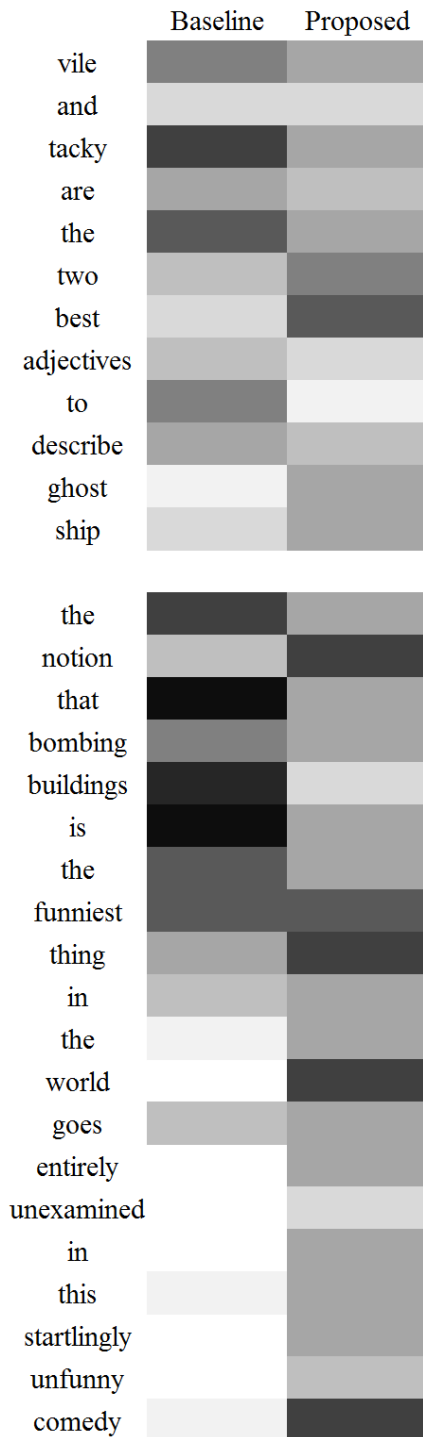 Baseline Proposed
vile
and
tacky
are
the
two
best
adjectives
to
describe
ghost
ship
the
notion
that
bombing
buildings
is
the
funniest
thing
in
the
world
goes
entirely
unexamined
in
this
startlingly
unfunny
comedy